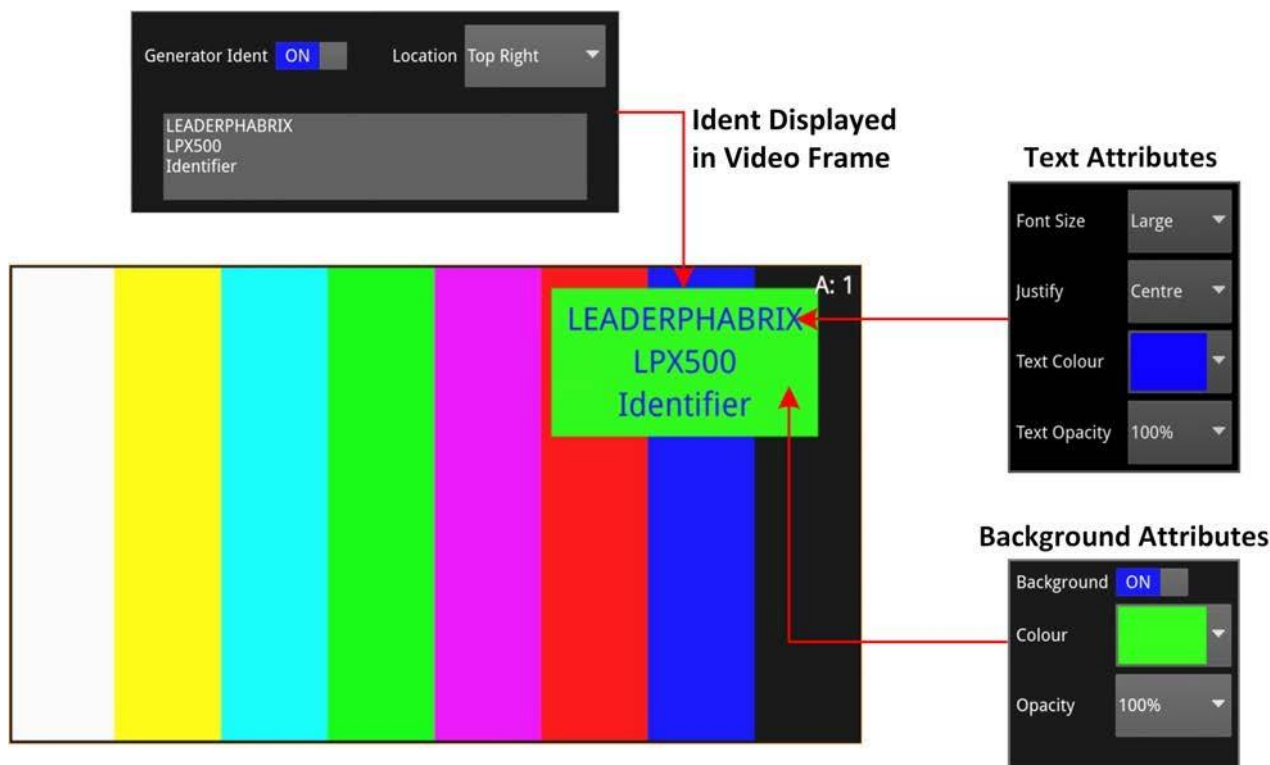 Generator Ident ON Location Top Right
LEADERPHABRIX
LPX500
Identifier
Ident Displayed
in Video Frame
A: 1
LEADERPHABRIX
LPX500
Identifier
Text Attributes
Font Size Large
Justify Centre
Text Colour
Text Opacity 100%
Background Attributes
Background ON
Colour
Opacity 100%